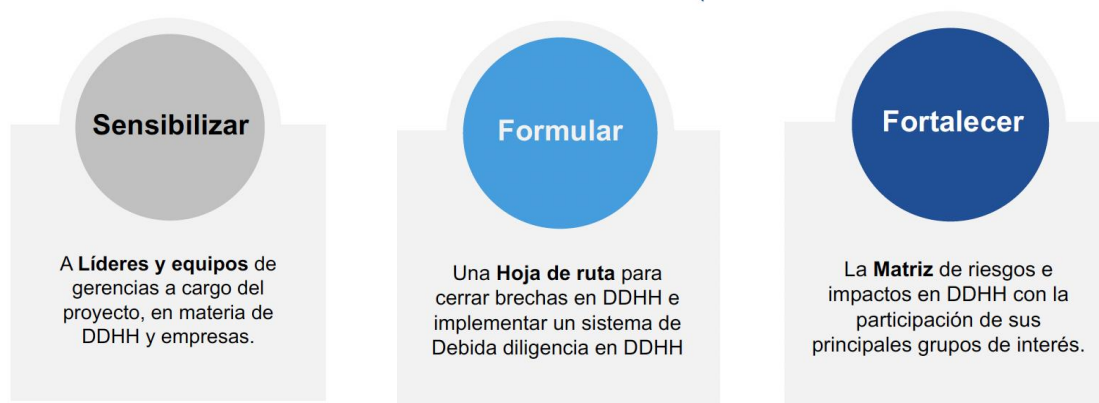 Sensibilizar
A Líderes y equipos de
gerencias a cargo del
proyecto, en materia de
DDHH y empresas.
Formular
Una Hoja de ruta para
cerrar brechas en DDHH e
implementar un sistema de
Debida diligencia en DDHH
Fortalecer
La Matriz de riesgos e
impactos en DDHH con la
participación de sus
principales grupos de interés.